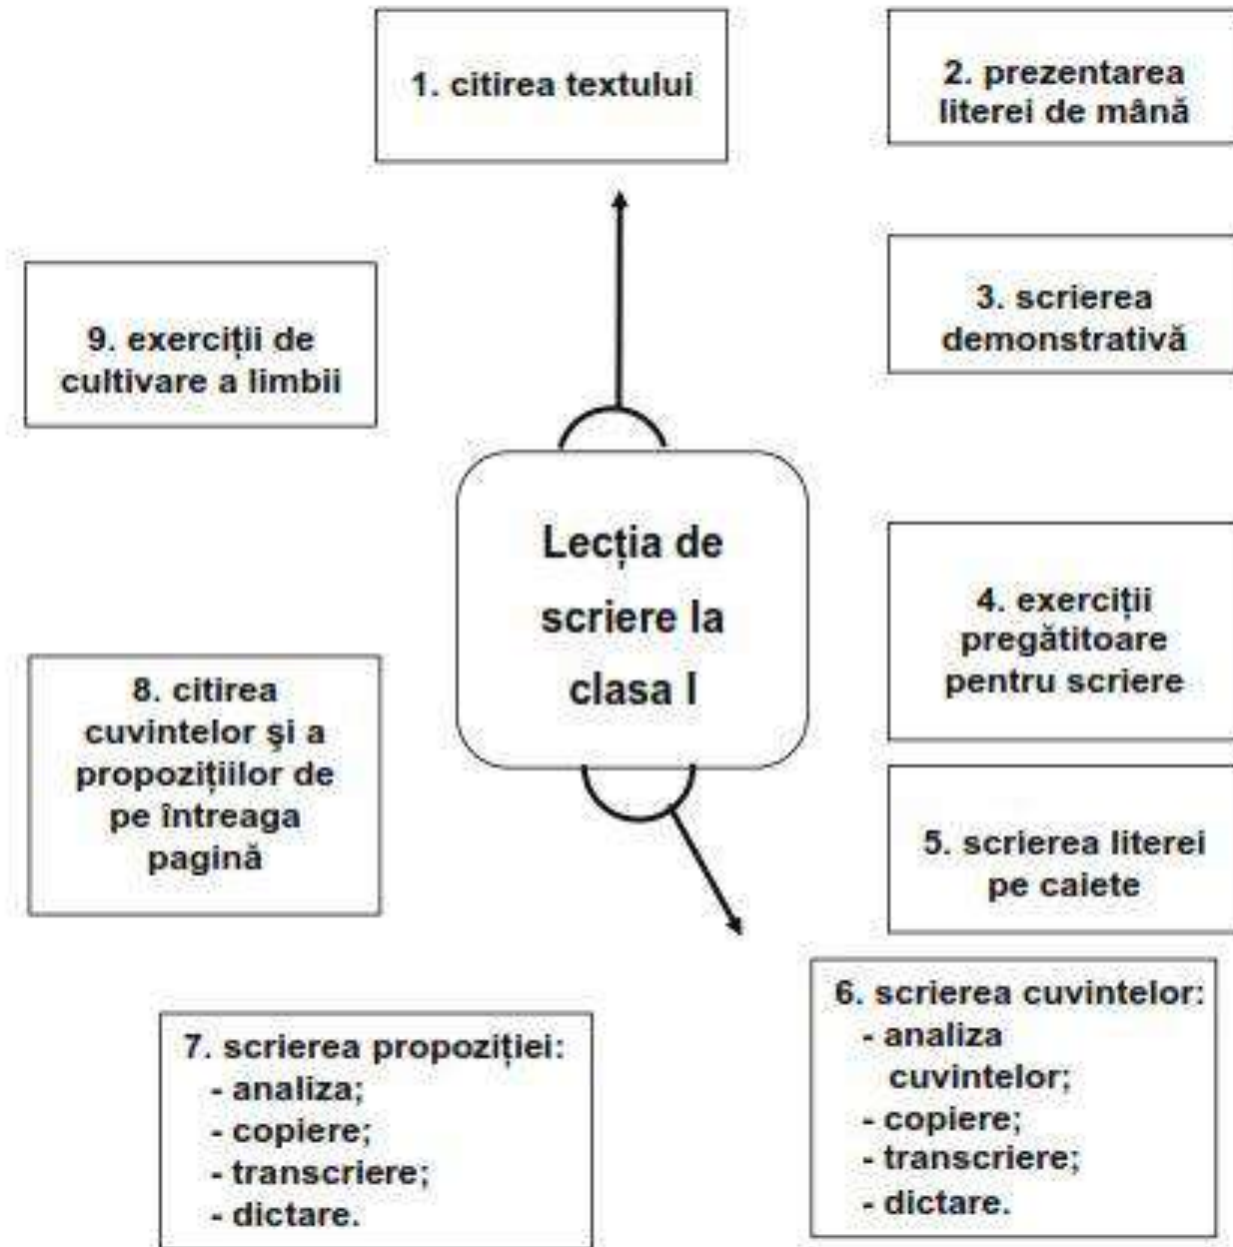 1. citirea textului
2. prezentarea
literei de mână
3. scrierea
demonstrativă
9. exerciții de
cultivare a limbii
Lecția de
scriere la
clasa I
4. exerciții
pregătitoare
pentru scriere
8. citirea
cuvintelor şi a
propozițiilor de
pe întreaga
pagină
5. scrierea literei
pe caiete
6. scrierea cuvintelor:
- analiza
cuvintelor;
- copiere;
- transcriere;
- dictare.
7. scrierea propoziției:
- analiza;
- copiere;
- transcriere;
- dictare.